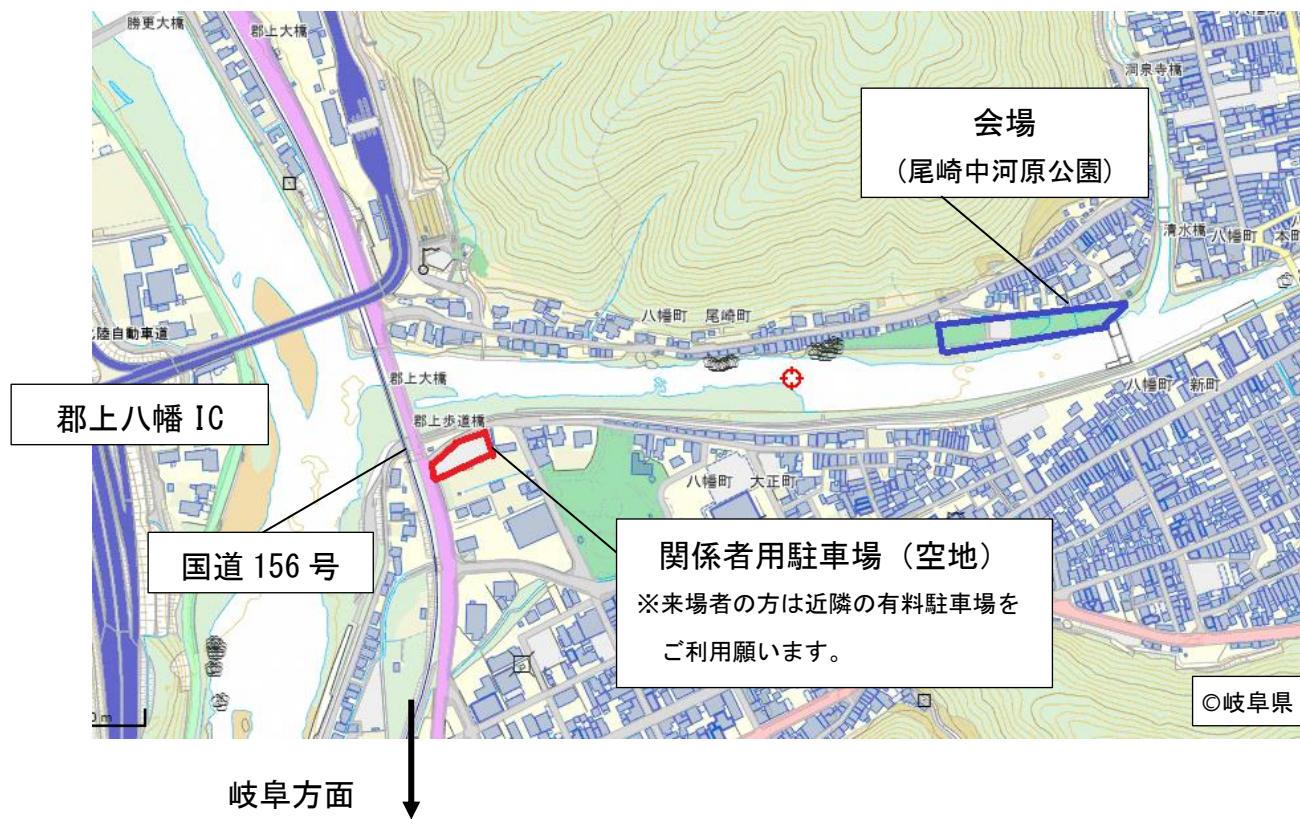 勝更大橋
郡上大橋
洞泉寺橋
会場
(尾崎中河原公園)
清水橋
八幡町
本町
八幡町 尾崎町
陸自動車道
郡上大橋
八幡町 新町
郡上八幡 IC
郡上歩道橋
八幡町 大正町
国道 156 号
関係者用駐車場（空地）
※来場者の方は近隣の有料駐車場を
ご利用願います。
©岐阜県
岐阜方面